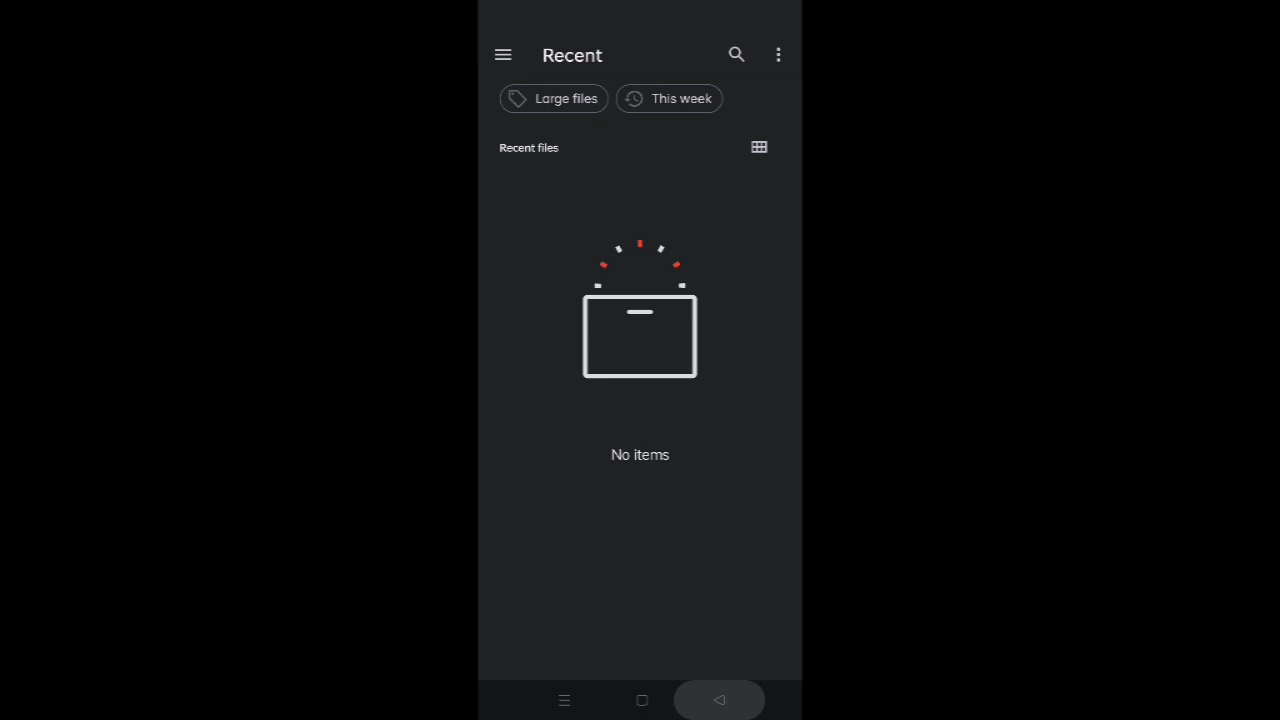 Recent
Large files
This week
Recent files
No items